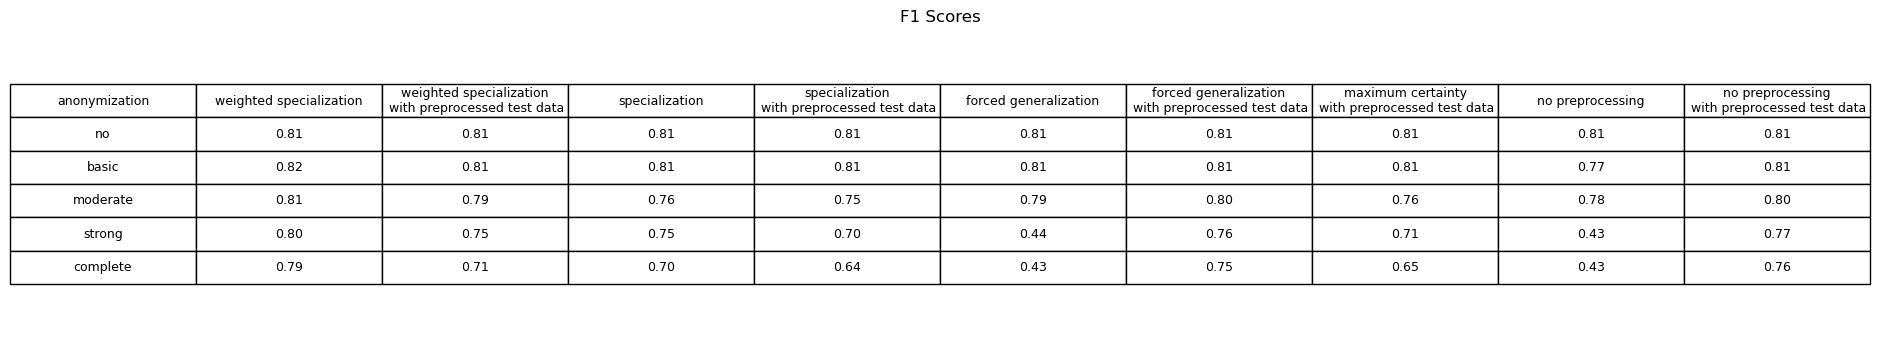 F1 Scores
anonymization weighted specialization weighted specialization with preprocessed test data specialization specialization with preprocessed test data forced generalization forced generalization with preprocessed test data maximum certainty with preprocessed test data no preprocessing no preprocessing with preprocessed test data
no 0.81 0.81 0.81 0.81 0.81 0.81 0.81 0.81 0.81
basic 0.82 0.81 0.81 0.81 0.81 0.81 0.81 0.77 0.81
moderate 0.81 0.79 0.76 0.75 0.79 0.80 0.76 0.78 0.80
strong 0.80 0.75 0.75 0.70 0.44 0.76 0.71 0.43 0.77
complete 0.79 0.71 0.70 0.64 0.43 0.75 0.65 0.43 0.76